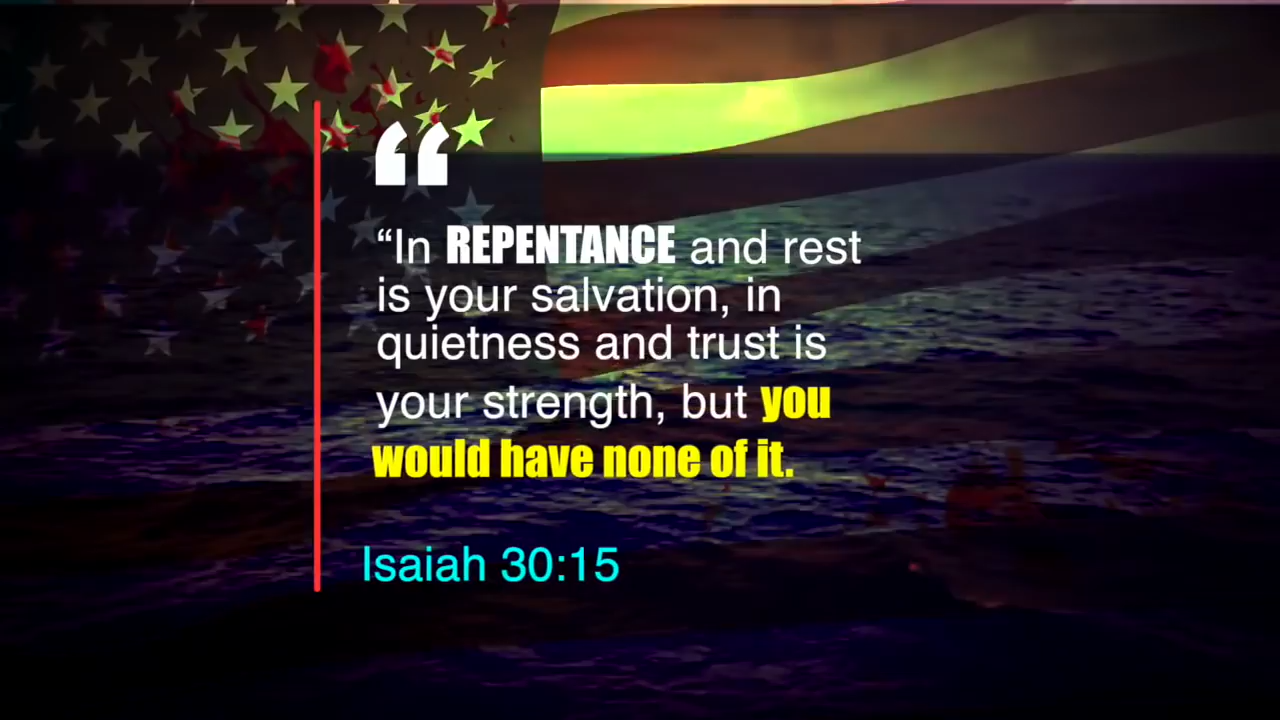 “
“In REPENTANCE and rest
is your salvation, in
quietness and trust is
your strength, but you
would have none of it.
Isaiah 30:15